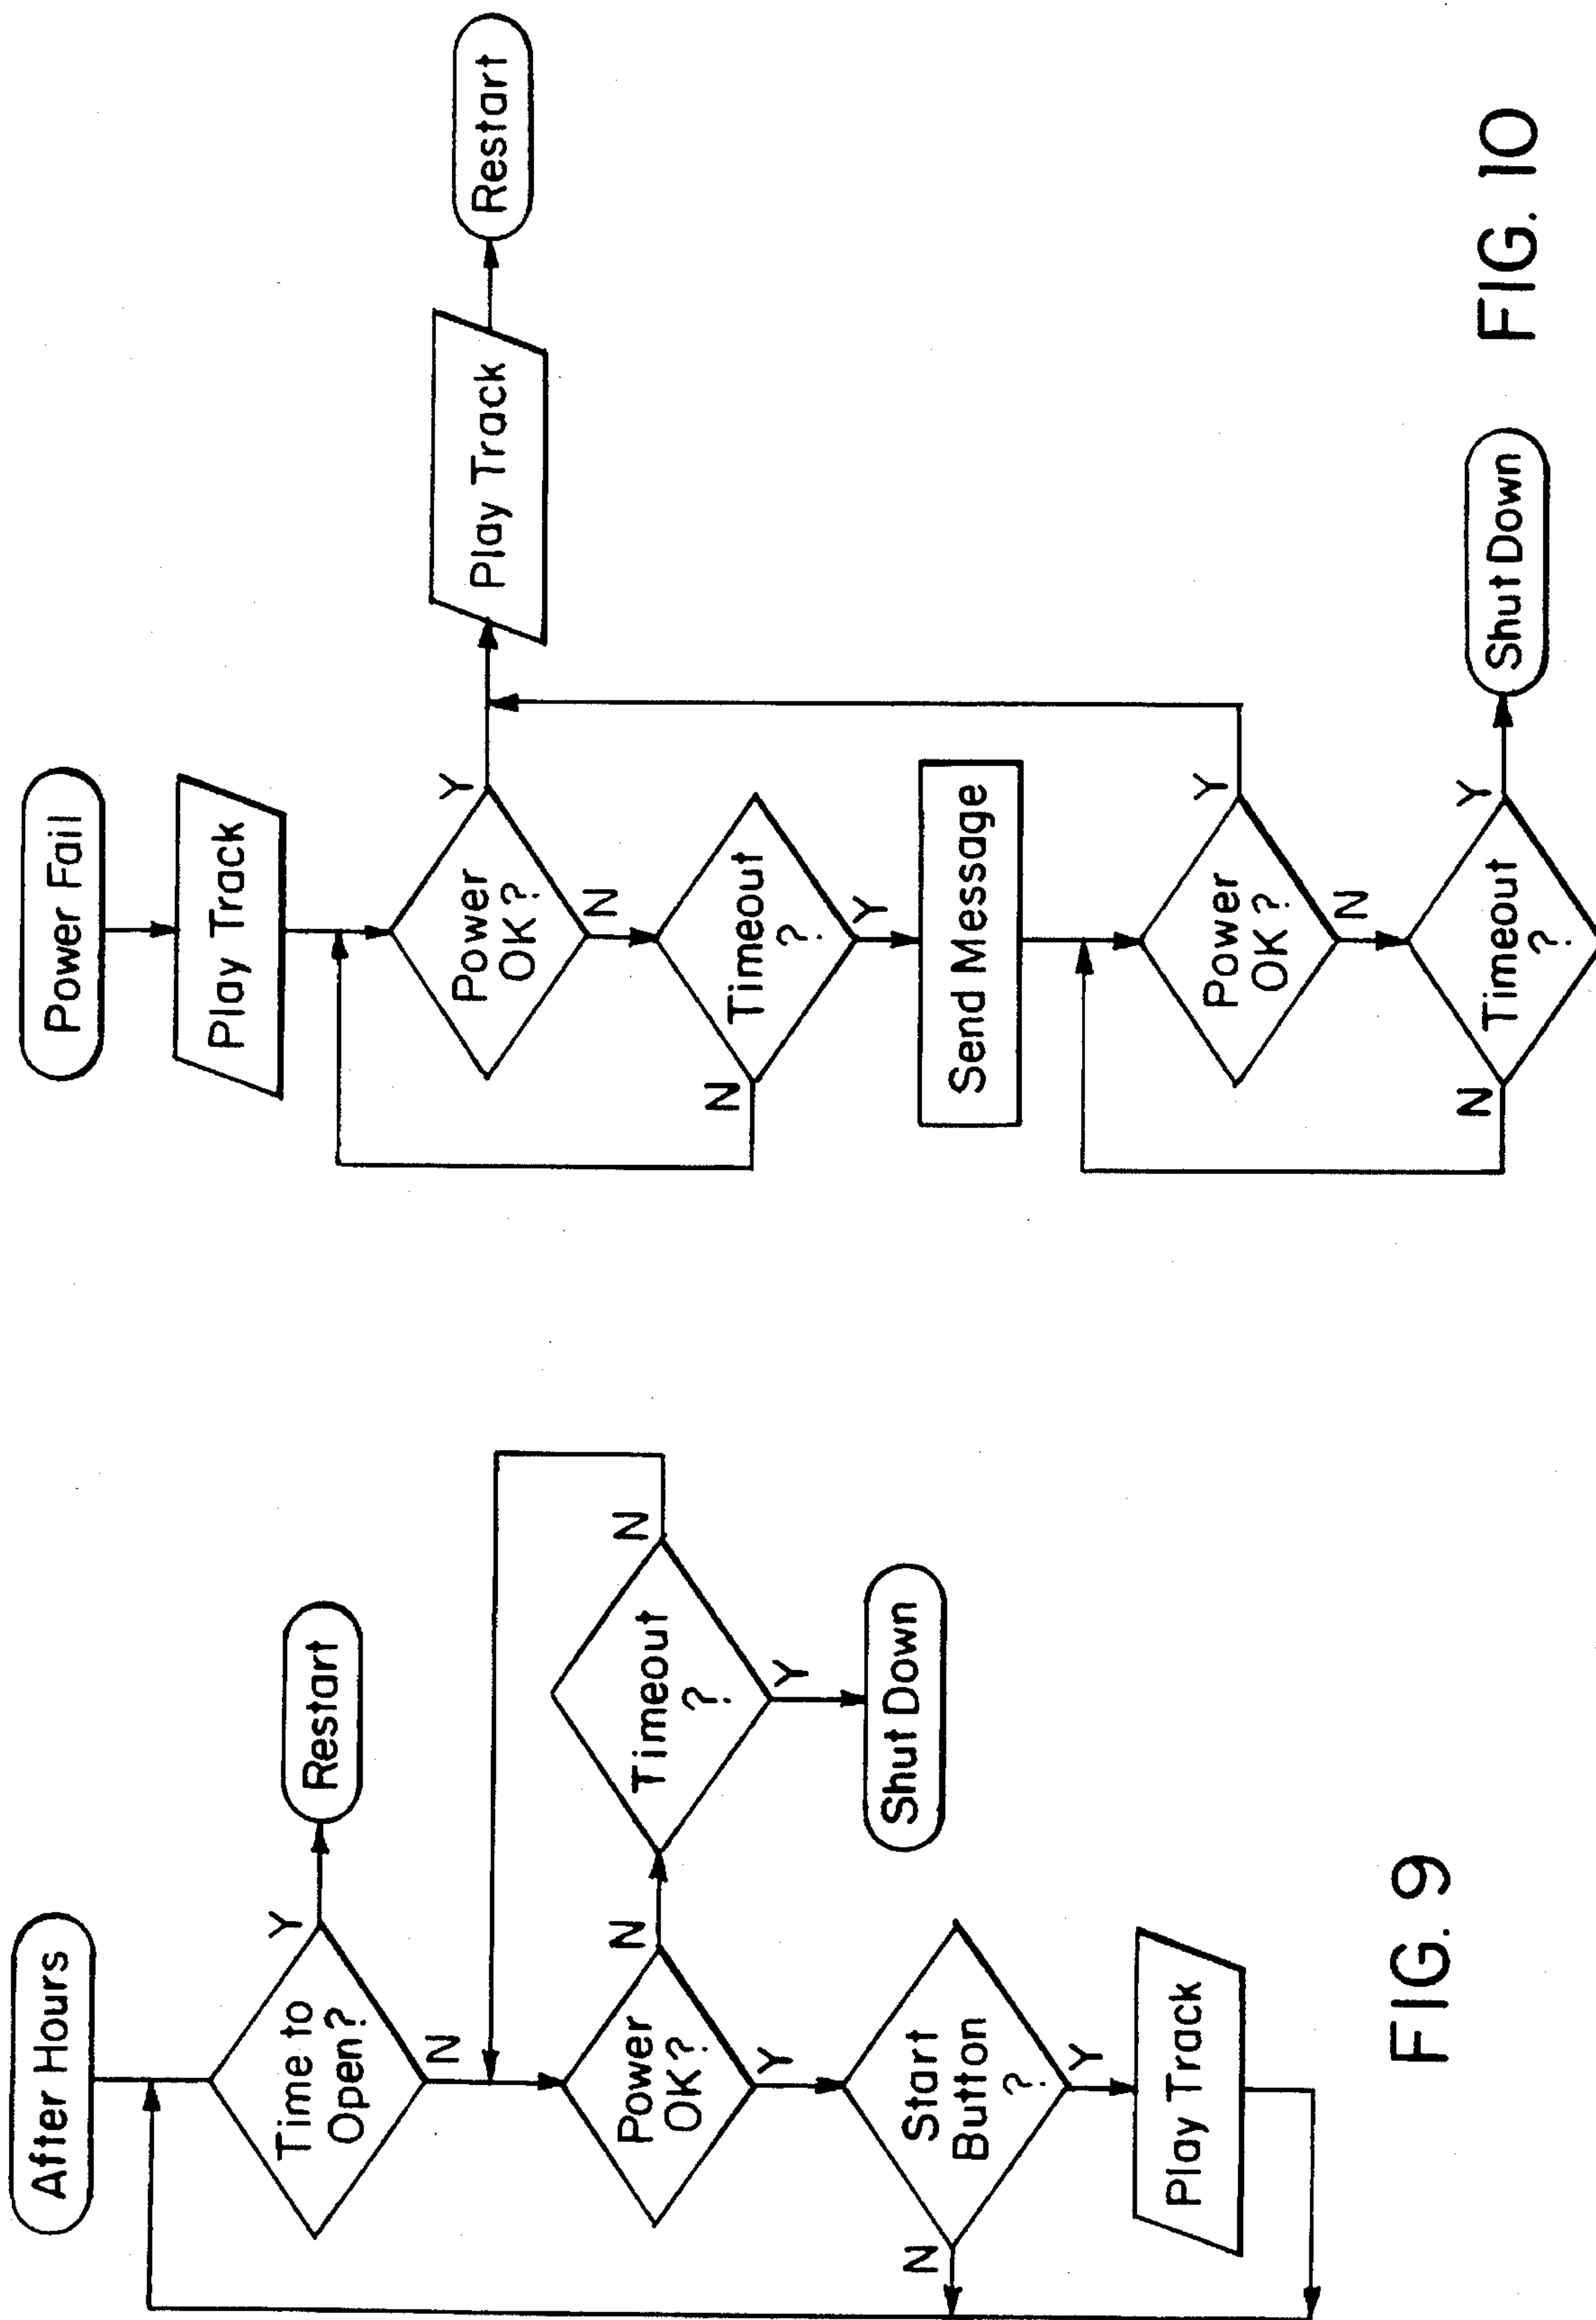 After Hours
Time to
Open?
Y
Restart
N
Power
OK?
N
Timeout
?
N
Y
Shut Down
Y
Start
Button
?
N
Y
Play Track
FIG. 9
Power Fail
Play Track
Power
OK?
Y
Play Track
Restart
N
Timeout
?
N
Y
Send Message
Power
OK?
Y
N
Timeout
?
N
Y
Shut Down
FIG. 10